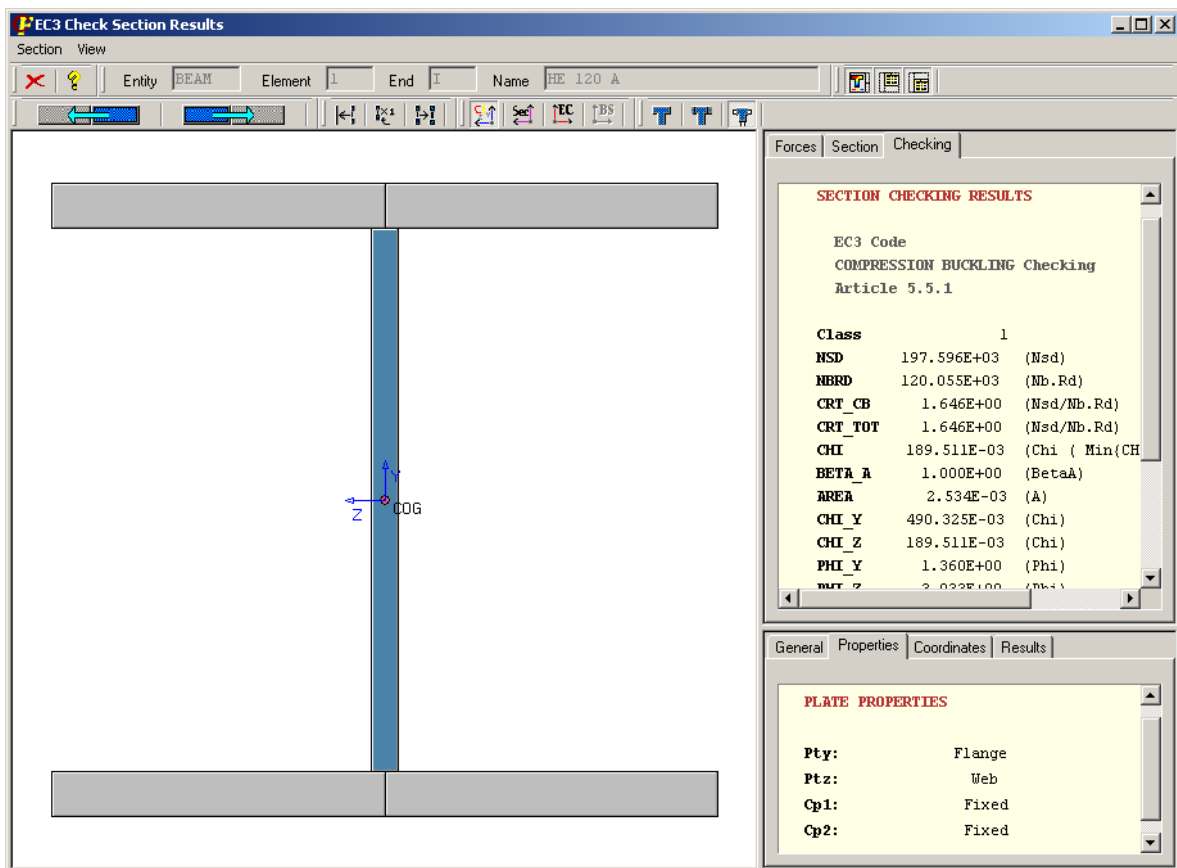 EC3 Check Section Results
Section View
Entity BEAM Element 1 End I Name HE 120 A
EC
BS
Forces Section Checking
SECTION CHECKING RESULTS
EC3 Code
COMPRESSION BUCKLING Checking
Article 5.5.1
Class 1
NSD 197.596E+03 (Nsd)
NBRD 120.055E+03 (Nb.Rd)
CRT_CB 1.646E+00 (Nsd/Nb.Rd)
CRT_TOT 1.646E+00 (Nsd/Nb.Rd)
CHI 189.511E-03 (Chi ( Min{CH
BETA_A 1.000E+00 (BetaA)
AREA 2.534E-03 (A)
CHI_Y 490.325E-03 (Chi)
CHI_Z 189.511E-03 (Chi)
PHI_Y 1.360E+00 (Phi)
Y
Z
COG
General Properties Coordinates Results
PLATE PROPERTIES
Pty: Flange
Ptz: Web
Cp1: Fixed
Cp2: Fixed